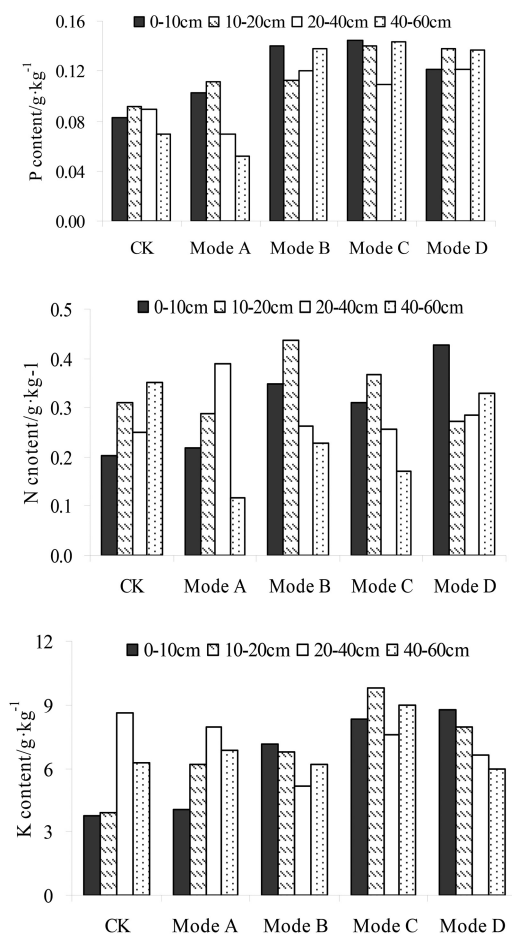 0-10cm 10-20cm 20-40cm 40-60cm
P content/g·kg-1
0.16
0.12
0.08
0.04
0.00
CK Mode A Mode B Mode C Mode D
0-10cm 10-20cm 20-40cm 40-60cm
N cnotent/g·kg-1
0.5
0.4
0.3
0.2
0.1
0.0
CK Mode A Mode B Mode C Mode D
0-10cm 10-20cm 20-40cm 40-60cm
K content/g·kg-1
12
9
6
3
0
CK Mode A Mode B Mode C Mode D